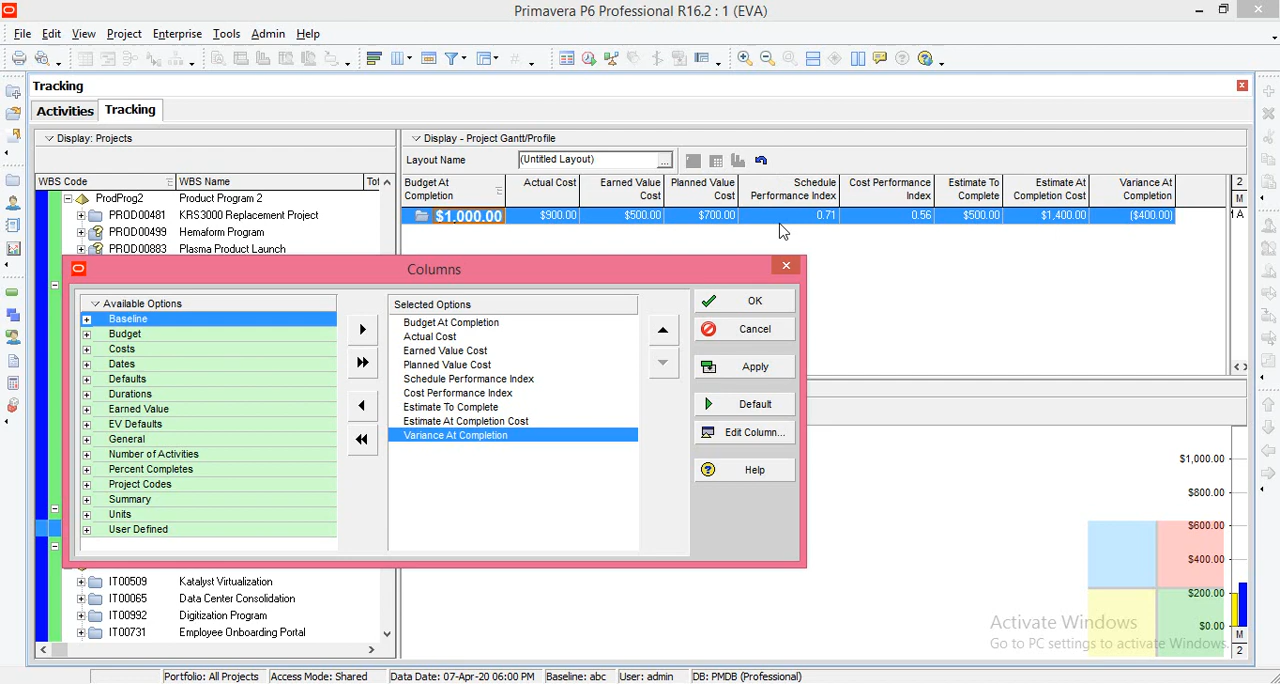 Primavera P6 Professional R16.2 : 1 (EVA)
File Edit View Project Enterprise Tools Admin Help
Tracking
Activities Tracking
Display: Projects
Display - Project Gantt/Profile
Layout Name (Untitled Layout) ...
WBS Code WBS Name Tot
Budget At Completion Actual Cost Earned Value Cost Planned Value Cost Schedule Performance Index Cost Performance Index Estimate To Complete Estimate At Completion Cost Variance At Completion
2
M
$1,000.00 $900.00 $500.00 $700.00 0.71 0.56 $500.00 $1,400.00 ($400.00)
1 A
ProdProg2 Product Program 2
PROD00481 KRS3000 Replacement Project
PROD00499 Hemaform Program
PROD00883 Plasma Product Launch
Columns
Available Options
Baseline
Budget
Costs
Dates
Defaults
Durations
Earned Value
EV Defaults
General
Number of Activities
Percent Completes
Project Codes
Summary
Units
User Defined
Selected Options
Budget At Completion
Actual Cost
Earned Value Cost
Planned Value Cost
Schedule Performance Index
Cost Performance Index
Estimate To Complete
Estimate At Completion Cost
Variance At Completion
OK
Cancel
Apply
Default
Edit Column...
Help
IT00509 Katalyst Virtualization
IT00065 Data Center Consolidation
IT00992 Digitization Program
IT00731 Employee Onboarding Portal
$1,000.00
$800.00
$600.00
$400.00
$200.00
$0.00
M
2
Activate Windows
Go to PC settings to activate Windows.
Portfolio: All Projects Access Mode: Shared Data Date: 07-Apr-20 06:00 PM Baseline: abc User: admin DB: PMDB (Professional)